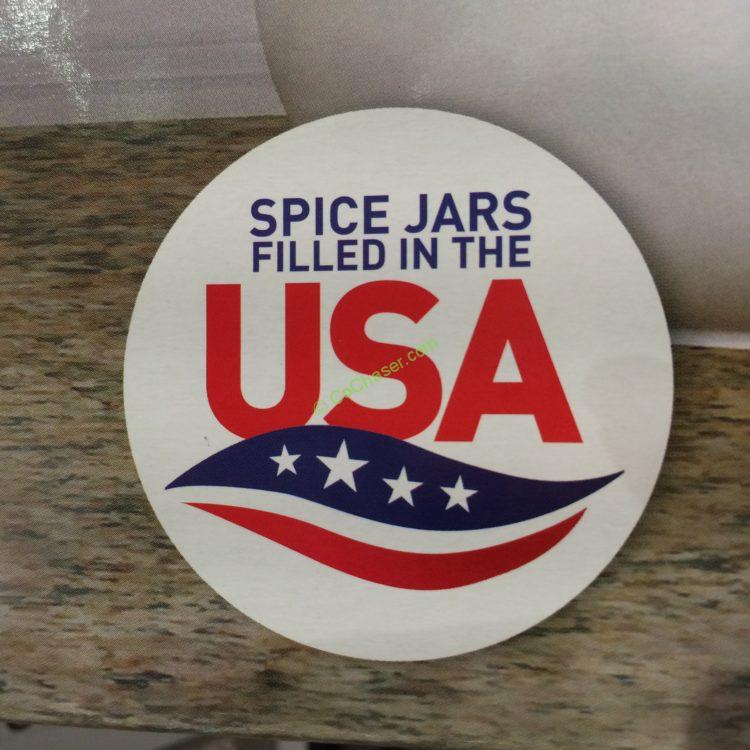 SPICE JARS
FILLED IN THE
USA
© CoChaser.com